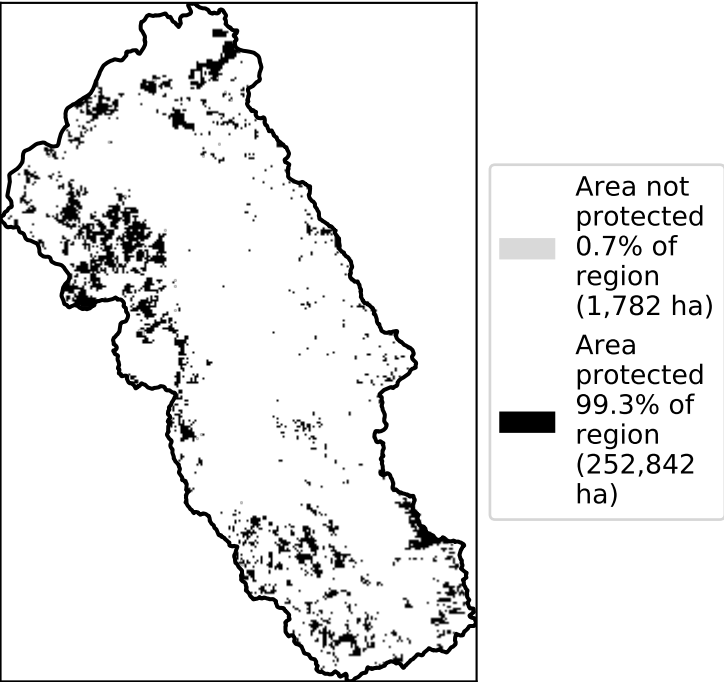 Area not
protected
0.7% of
region
(1,782 ha)
Area
protected
99.3% of
region
(252,842
ha)